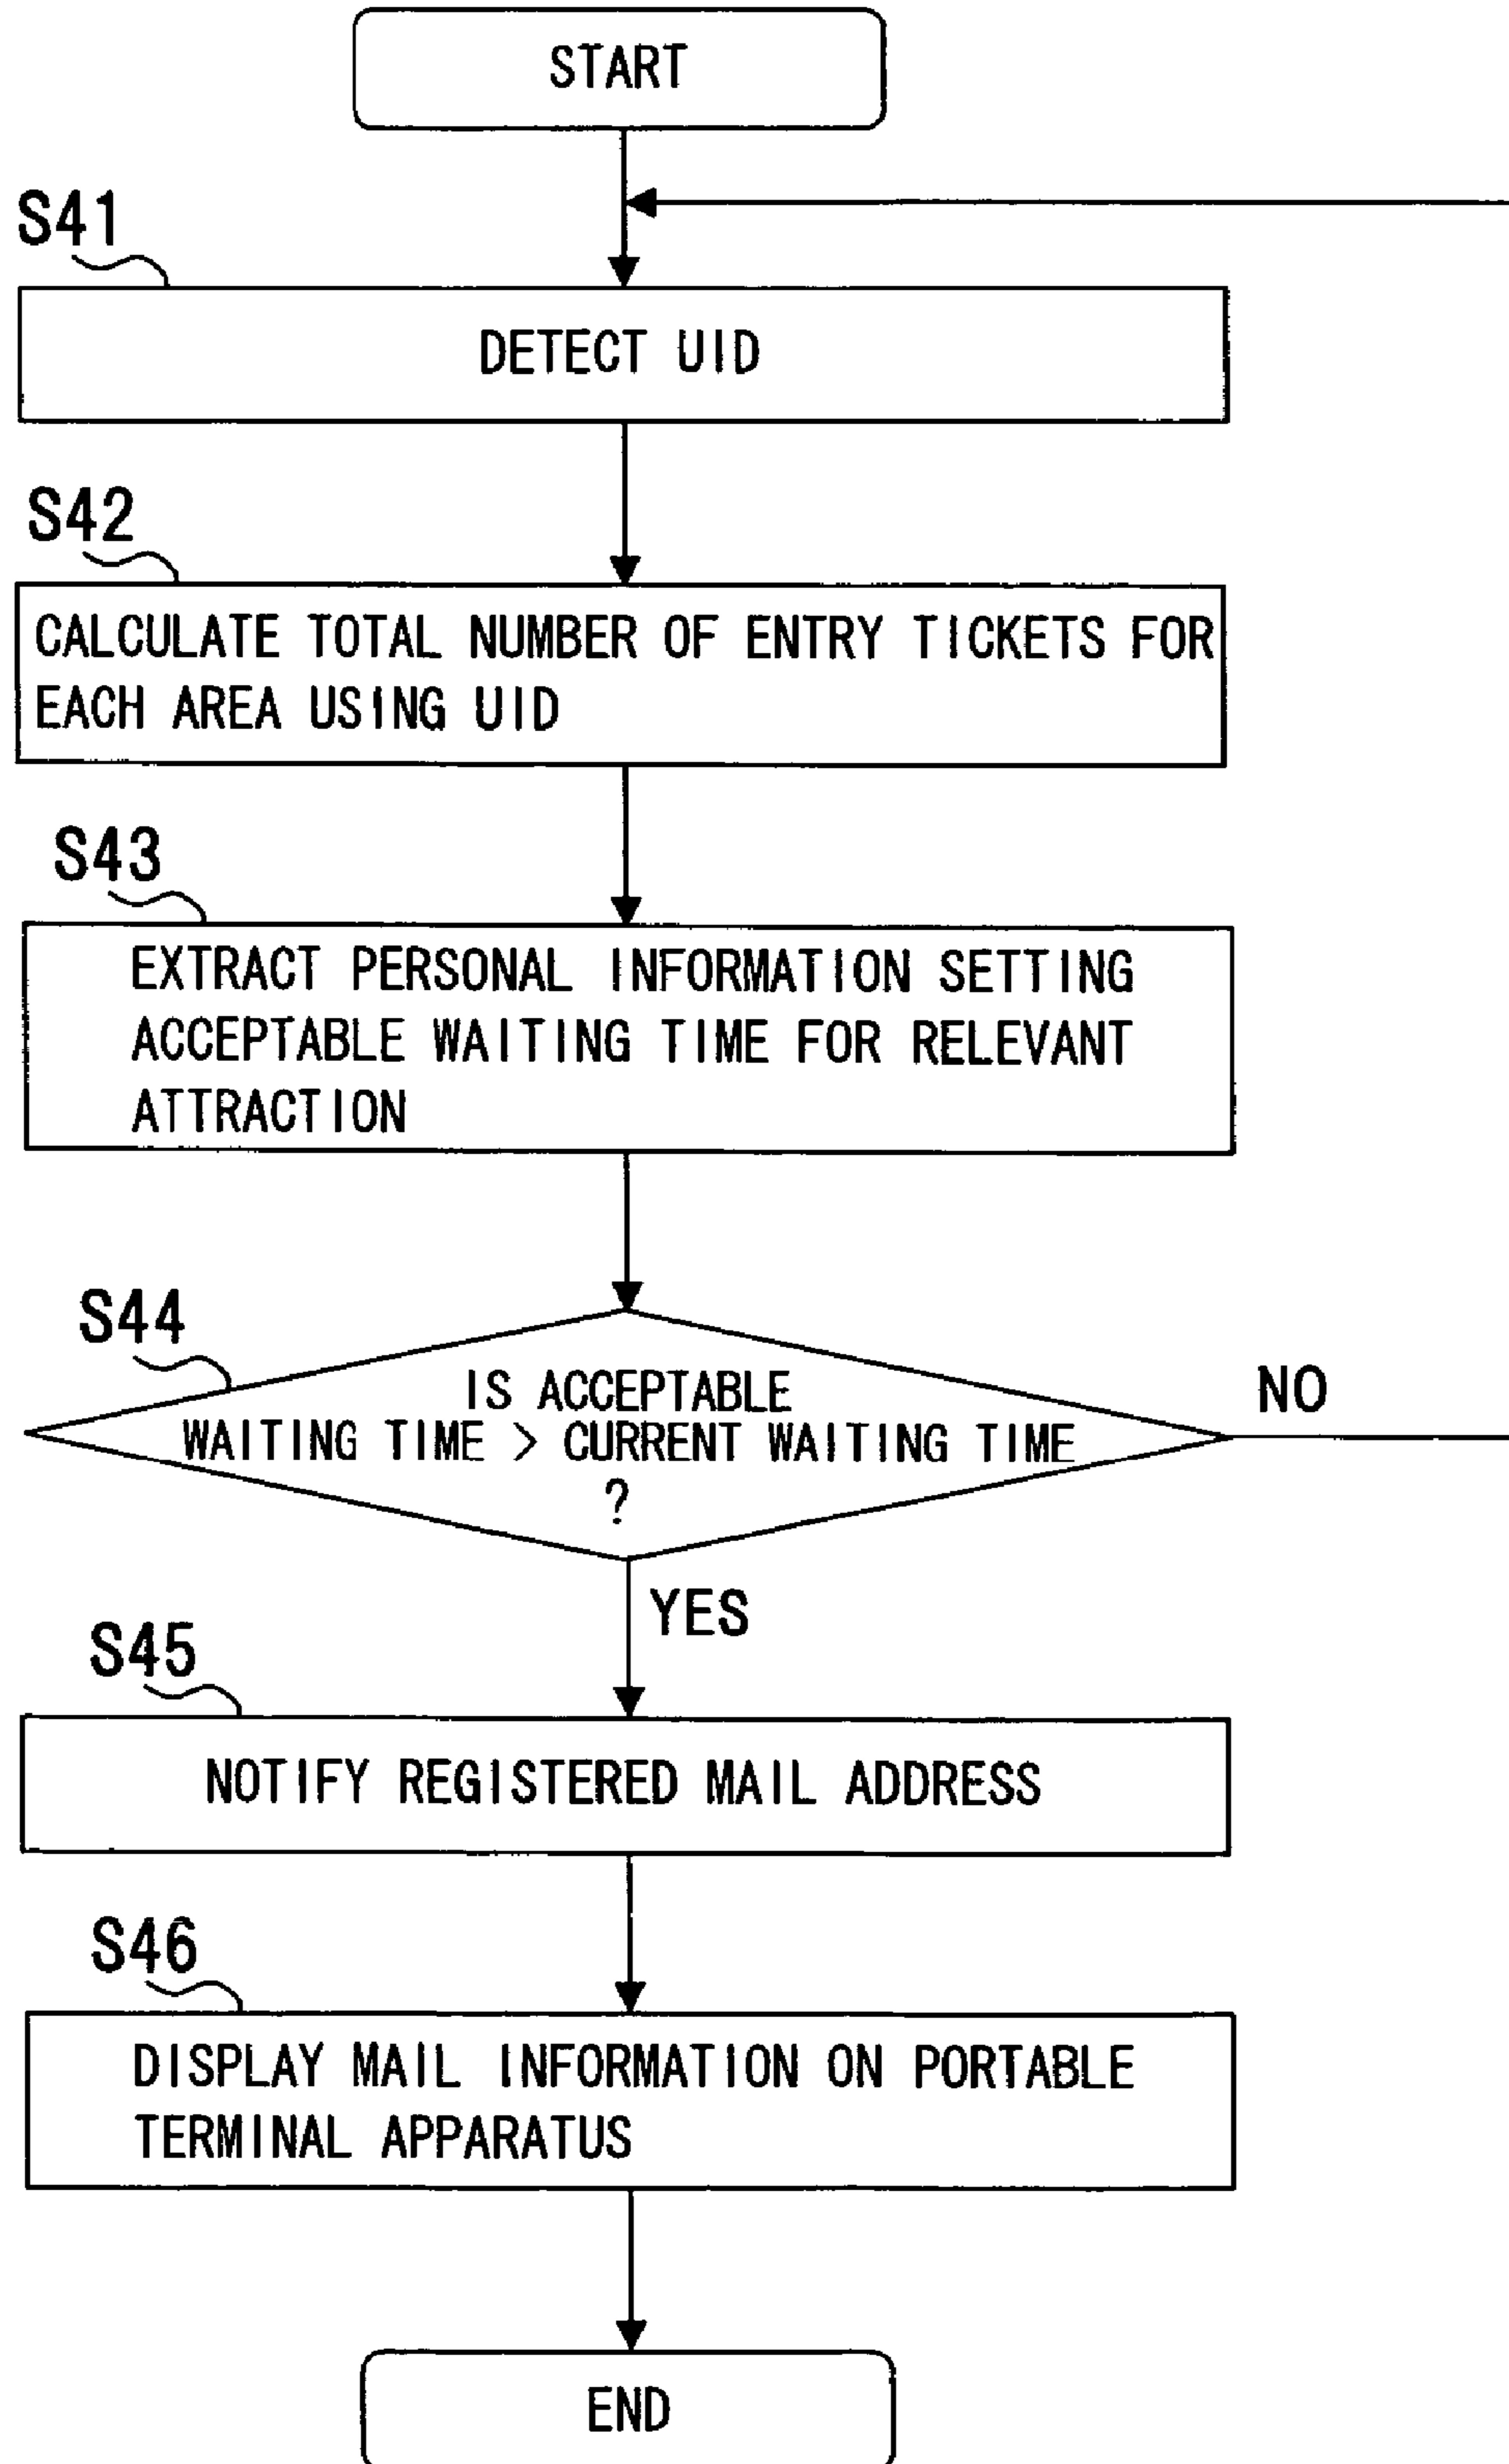 START
S41
DETECT UID
S42
CALCULATE TOTAL NUMBER OF ENTRY TICKETS FOR
EACH AREA USING UID
S43
EXTRACT PERSONAL INFORMATION SETTING
ACCEPTABLE WAITING TIME FOR RELEVANT
ATTRACTION
S44
IS ACCEPTABLE
WAITING TIME > CURRENT WAITING TIME
?
NO
YES
S45
NOTIFY REGISTERED MAIL ADDRESS
S46
DISPLAY MAIL INFORMATION ON PORTABLE
TERMINAL APPARATUS
END